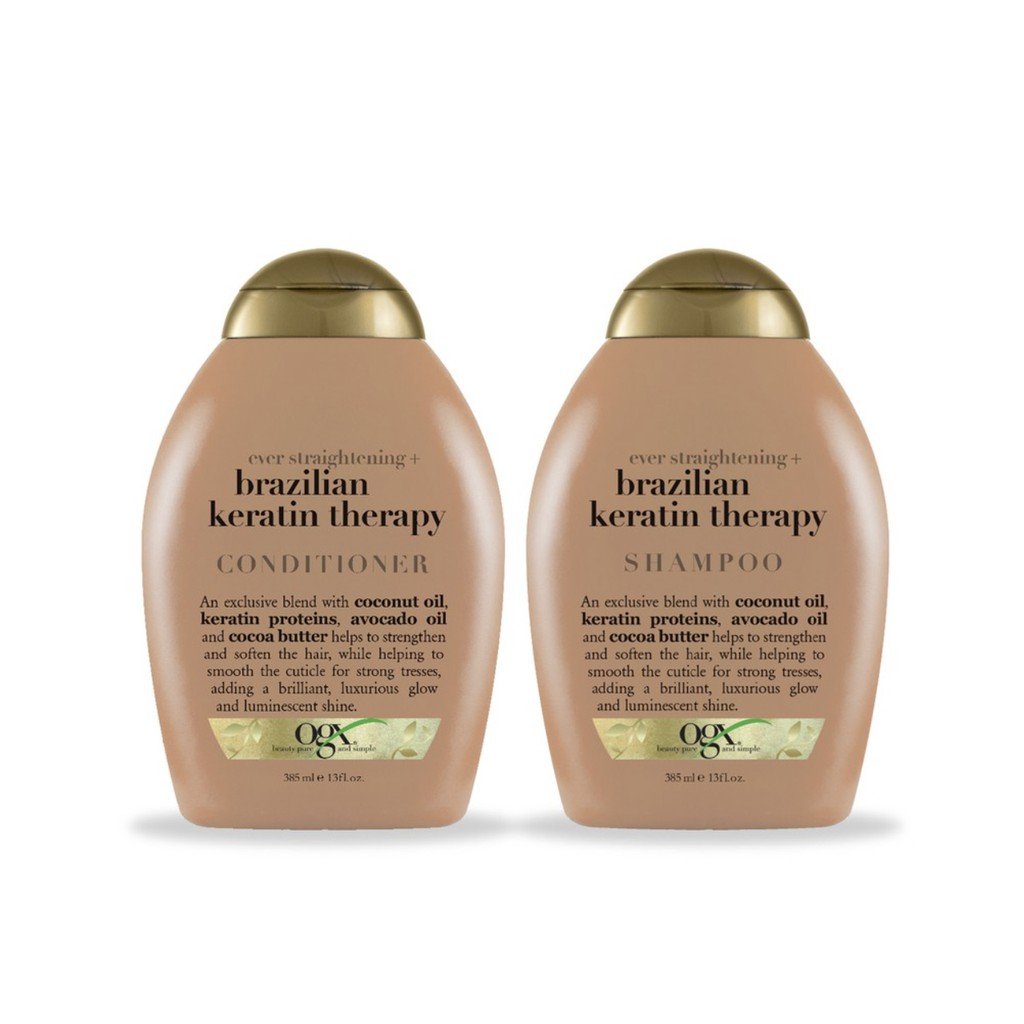 ever straightening +
brazilian
keratin therapy
CONDITIONER
An exclusive blend with coconut oil,
keratin proteins, avocado oil
and cocoa butter helps to strengthen
and soften the hair, while helping to
smooth the cuticle for strong tresses,
adding a brilliant, luxurious glow
and luminescent shine.
ogx®
beauty pure and simple
385 ml e 13fl.oz.
ever straightening +
brazilian
keratin therapy
SHAMPOO
An exclusive blend with coconut oil,
keratin proteins, avocado oil
and cocoa butter helps to strengthen
and soften the hair, while helping to
smooth the cuticle for strong tresses,
adding a brilliant, luxurious glow
and luminescent shine.
ogx®
beauty pure and simple
385 ml e 13fl.oz.